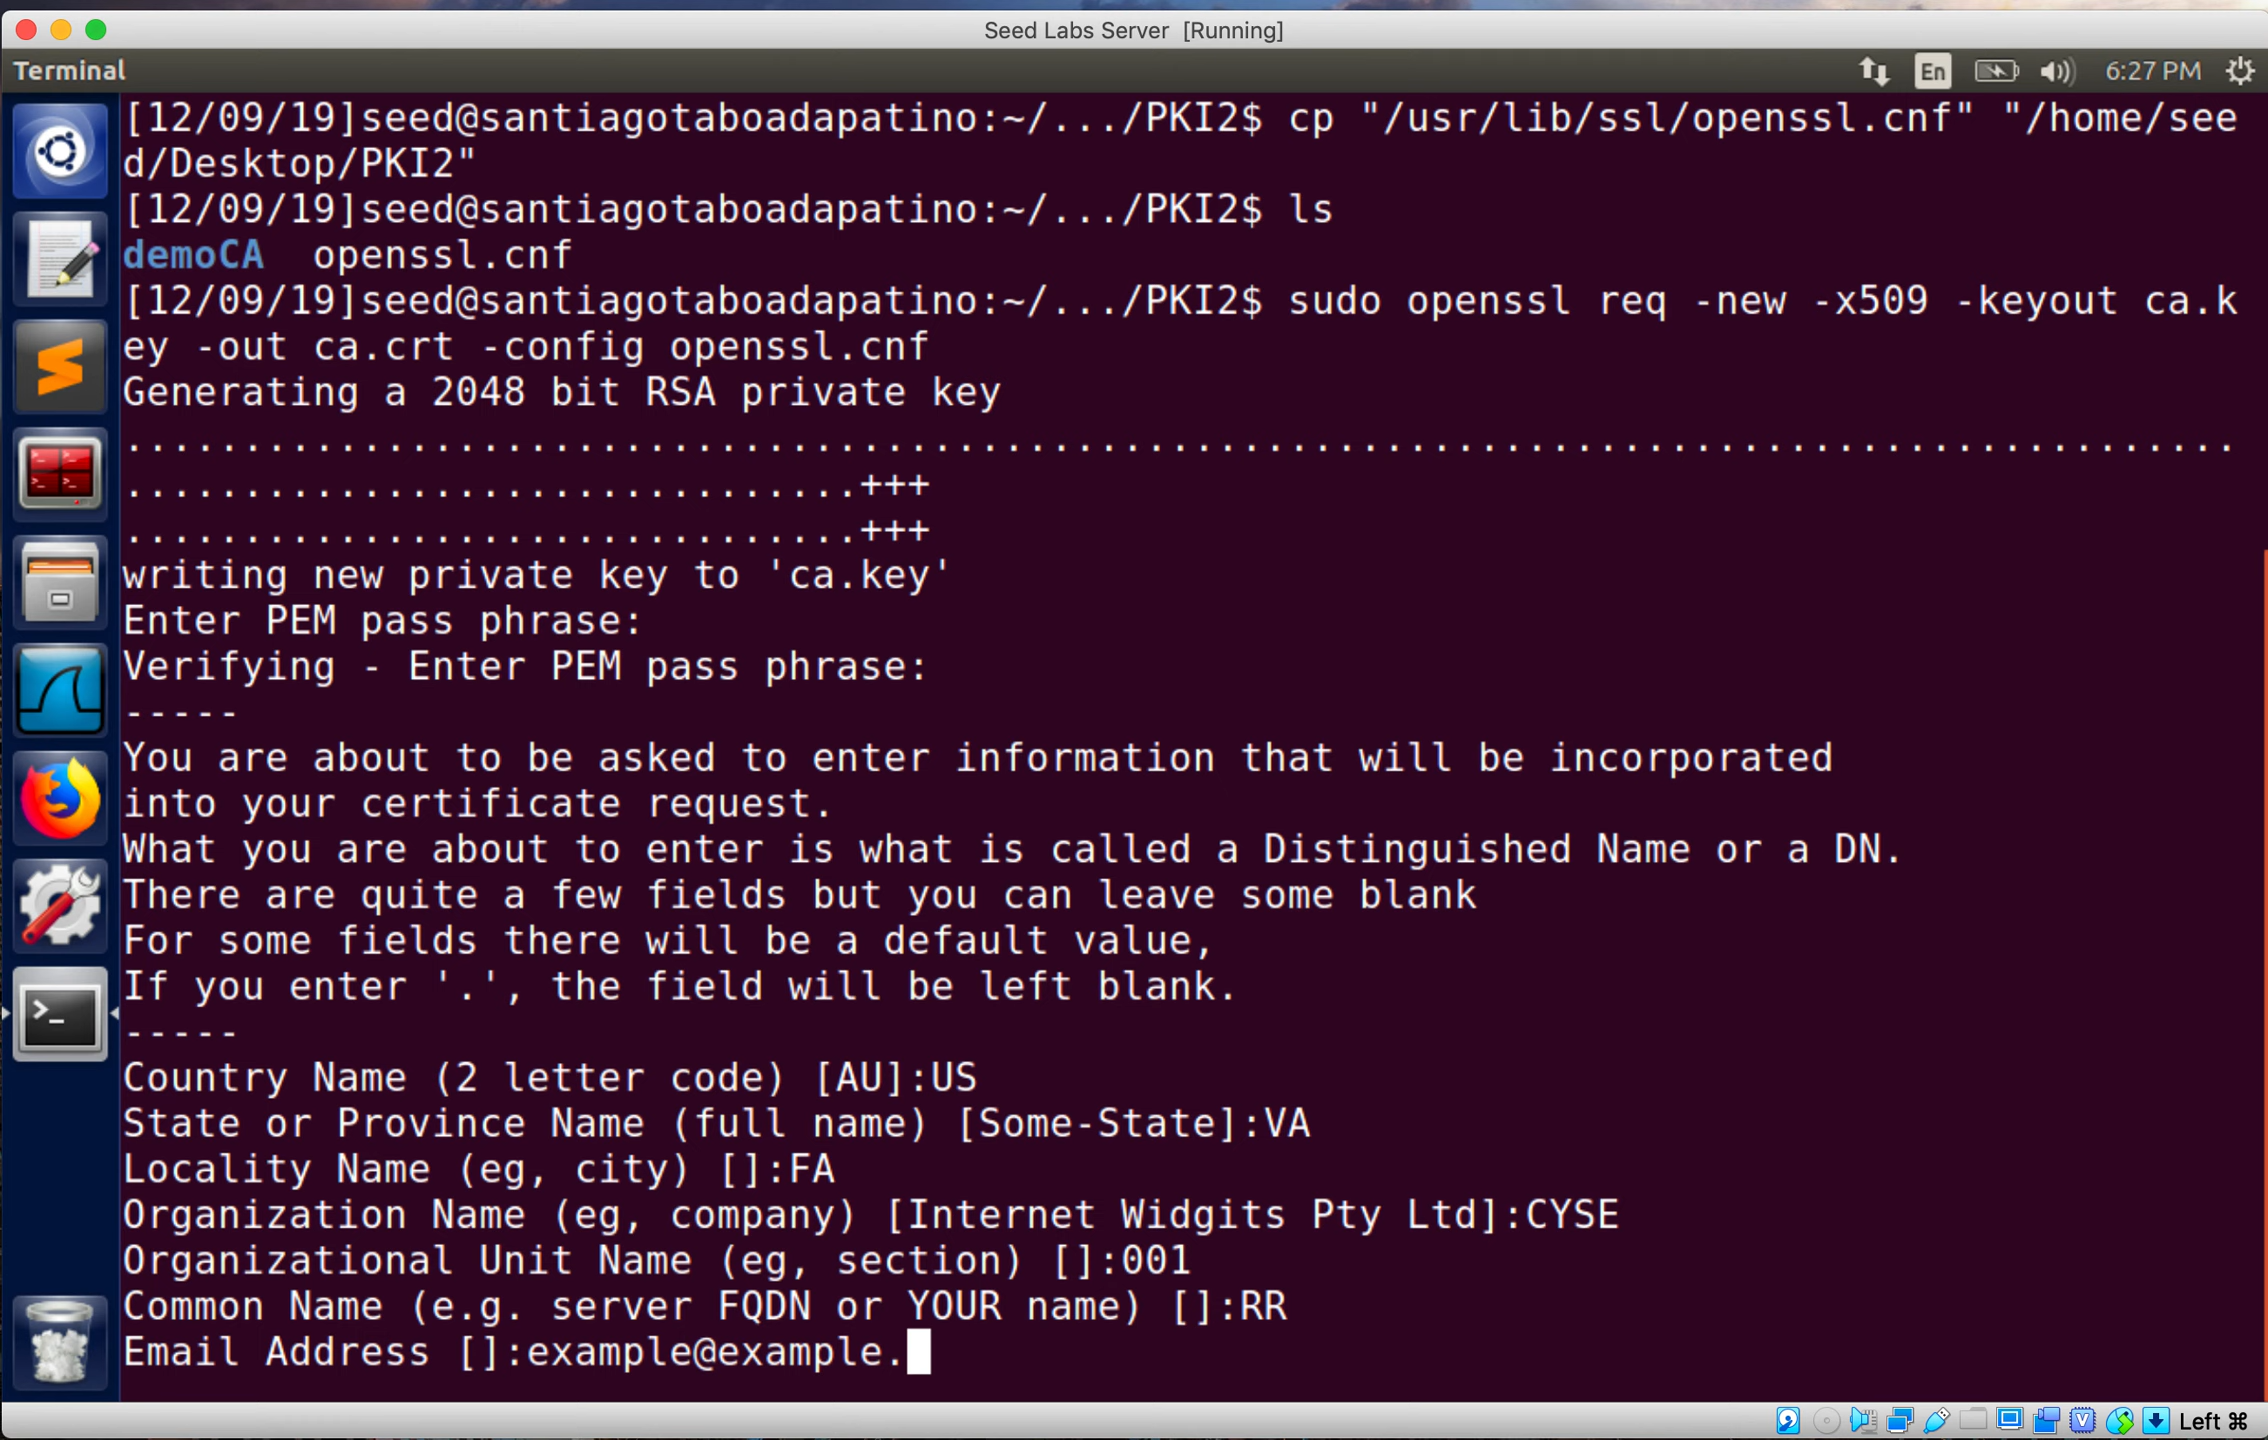 Seed Labs Server [Running]
Terminal
En
6:27 PM
[12/09/19]seed@santiagotaboadapatino:~/.../PKI2$ cp "/usr/lib/ssl/openssl.cnf" "/home/see
d/Desktop/PKI2"
[12/09/19]seed@santiagotaboadapatino:~/.../PKI2$ ls
demoCA  openssl.cnf
[12/09/19]seed@santiagotaboadapatino:~/.../PKI2$ sudo openssl req -new -x509 -keyout ca.k
ey -out ca.crt -config openssl.cnf
Generating a 2048 bit RSA private key
.........................................................................................
...............................+++
...............................+++
writing new private key to 'ca.key'
Enter PEM pass phrase:
Verifying - Enter PEM pass phrase:
-----
You are about to be asked to enter information that will be incorporated
into your certificate request.
What you are about to enter is what is called a Distinguished Name or a DN.
There are quite a few fields but you can leave some blank
For some fields there will be a default value,
If you enter '.', the field will be left blank.
-----
Country Name (2 letter code) [AU]:US
State or Province Name (full name) [Some-State]:VA
Locality Name (eg, city) []:FA
Organization Name (eg, company) [Internet Widgits Pty Ltd]:CYSE
Organizational Unit Name (eg, section) []:001
Common Name (e.g. server FQDN or YOUR name) []:RR
Email Address []:example@example.
Left ⌘